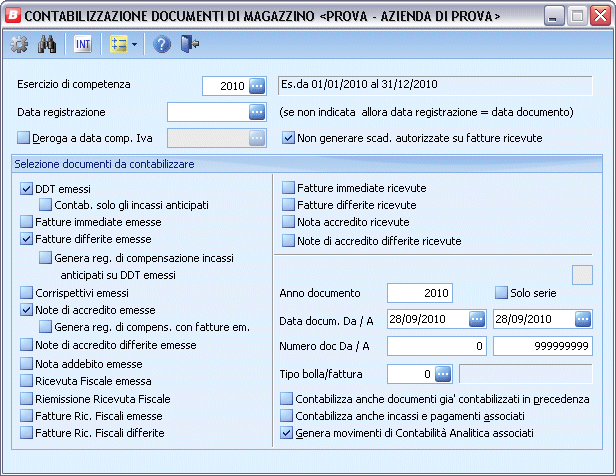 B CONTABILIZZAZIONE DOCUMENTI DI MAGAZZINO <PROVA - AZIENDA DI PROVA>
INT
Esercizio di competenza 2010 Es.da 01/01/2010 al 31/12/2010
Data registrazione (se non indicata allora data registrazione = data documento)
Deroga a data comp. Iva Non generare scad. autorizzate su fatture ricevute
Selezione documenti da contabilizzare
DDT emessi
Contab. solo gli incassi anticipati
Fatture immediate emesse
Fatture differite emesse
Genera reg. di compensazione incassi
anticipati su DDT emessi
Corrispettivi emessi
Note di accredito emesse
Genera reg. di compens. con fatture em.
Note di accredito differite emesse
Nota addebito emesse
Ricevuta Fiscale emessa
Riemissione Ricevuta Fiscale
Fatture Ric. Fiscali emesse
Fatture Ric. Fiscali differite
Fatture immediate ricevute
Fatture differite ricevute
Nota accredito ricevute
Note di accredito differite ricevute
Anno documento 2010 Solo serie
Data docum. Da / A 28/09/2010 28/09/2010
Numero doc Da / A 0 999999999
Tipo bolla/fattura 0
Contabilizza anche documenti gia' contabilizzati in precedenza
Contabilizza anche incassi e pagamenti associati
Genera movimenti di Contabilità Analitica associati